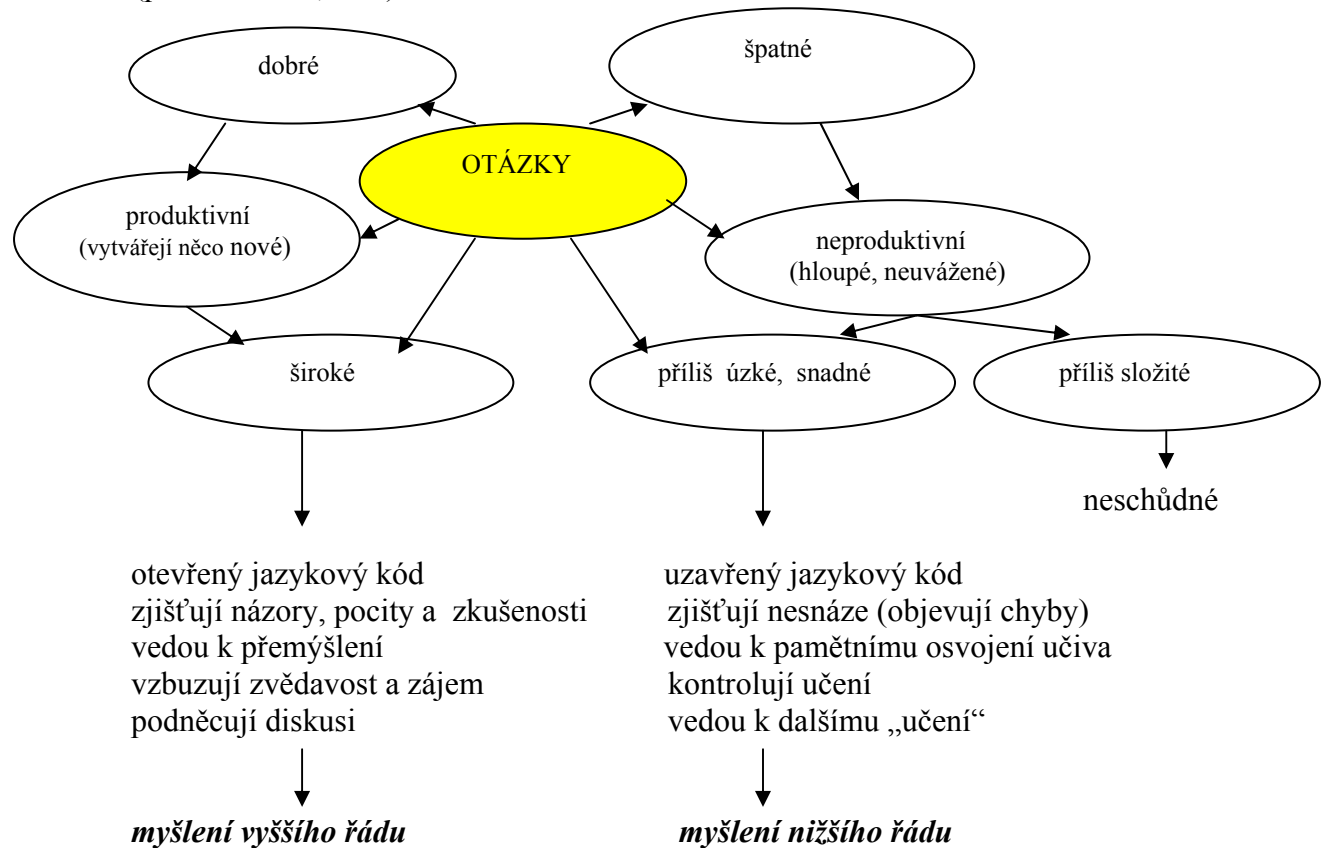 dobré
špatné
OTÁZKY
produktivní
(vytvářejí něco nové)
neproduktivní
(hloupé, neuvážené)
široké
příliš úzké, snadné
příliš složité
neschůdné
otevřený jazykový kód
zjišťují názory, pocity a zkušenosti
vedou k přemýšlení
vzbuzují zvědavost a zájem
podněcují diskusi
uzavřený jazykový kód
zjišťují nesnáze (objevují chyby)
vedou k pamětnímu osvojení učiva
kontrolují učení
vedou k dalšímu „učení“
myšlení vyššího řádu
myšlení nižšího řádu